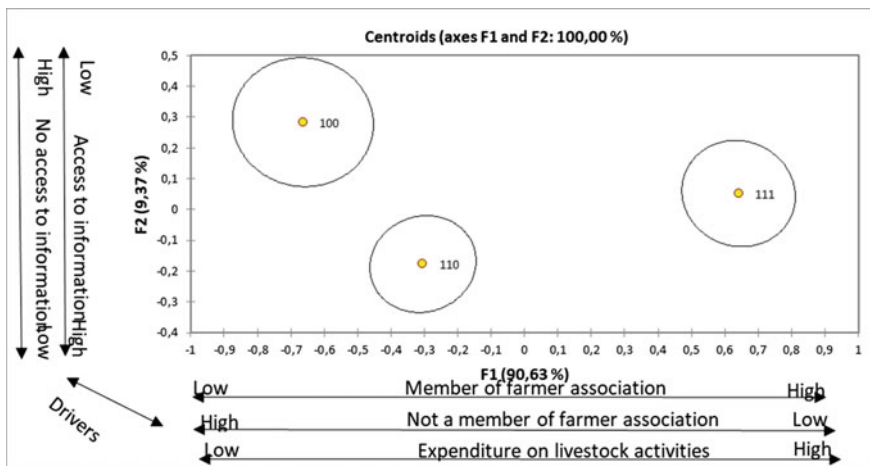 Centroids (axes F1 and F2: 100,00 %)
High No access to information Low
Low Access to information High
F2 (9,37 %)
0,5
0,4
0,3
0,2
0,1
0
-0,1
-0,2
-0,3
-0,4
100
111
110
-1 -0,9 -0,8 -0,7 -0,6 -0,5 -0,4 -0,3 -0,2 -0,1 0 0,1 0,2 0,3 0,4 0,5 0,6 0,7 0,8 0,9 1
F1 (90,63 %)
Drivers
Low Member of farmer association High
High Not a member of farmer association Low
Low Expenditure on livestock activities High